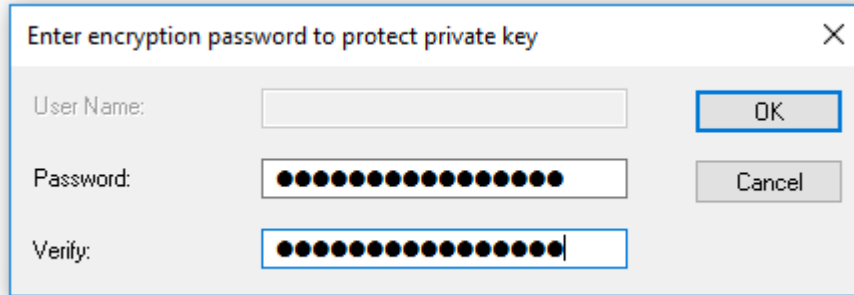 Enter encryption password to protect private key
User Name:
OK
Password: ●●●●●●●●●●●●●●●●
Cancel
Verify: ●●●●●●●●●●●●●●●●